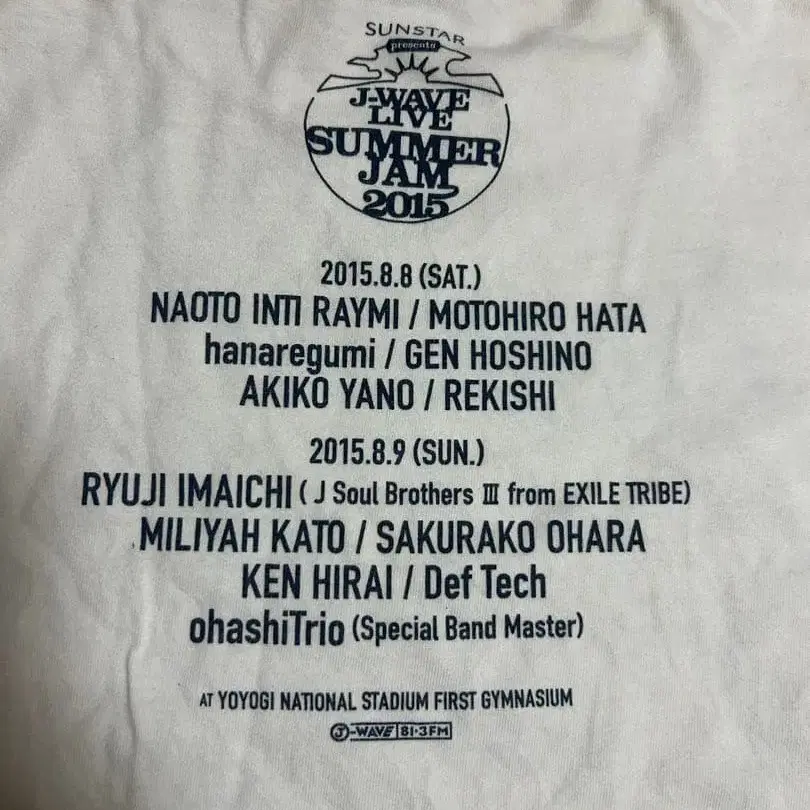 SUNSTAR
presents
J-WAVE
LIVE
SUMMER
JAM
2015
2015.8.8 (SAT.)
NAOTO INTI RAYMI / MOTOHIRO HATA
hanaregumi / GEN HOSHINO
AKIKO YANO / REKISHI
2015.8.9 (SUN.)
RYUJI IMAICHI ( J Soul Brothers Ⅲ from EXILE TRIBE)
MILIYAH KATO / SAKURAKO OHARA
KEN HIRAI / Def Tech
ohashiTrio (Special Band Master)
AT YOYOGI NATIONAL STADIUM FIRST GYMNASIUM
J-WAVE 81.3FM